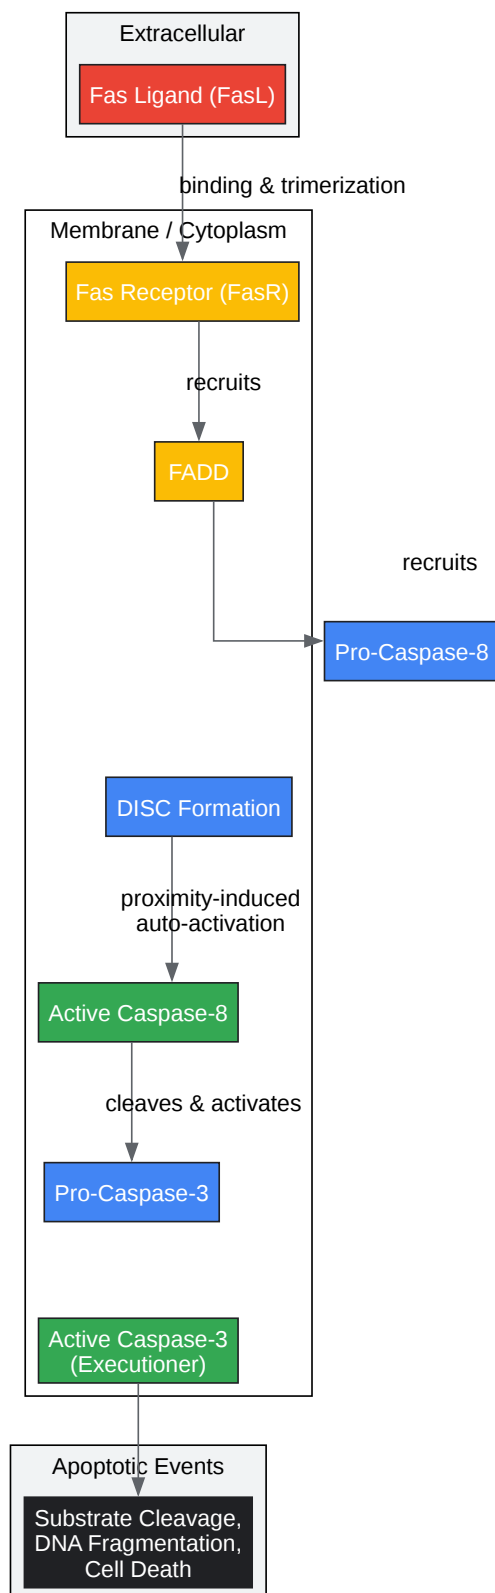 Extracellular
Fas Ligand (FasL)
binding & trimerization
Membrane / Cytoplasm
Fas Receptor (FasR)
recruits
FADD
recruits
Pro-Caspase-8
DISC Formation
proximity-induced
auto-activation
Active Caspase-8
cleaves & activates
Pro-Caspase-3
Active Caspase-3
(Executioner)
Apoptotic Events
Substrate Cleavage,
DNA Fragmentation,
Cell Death